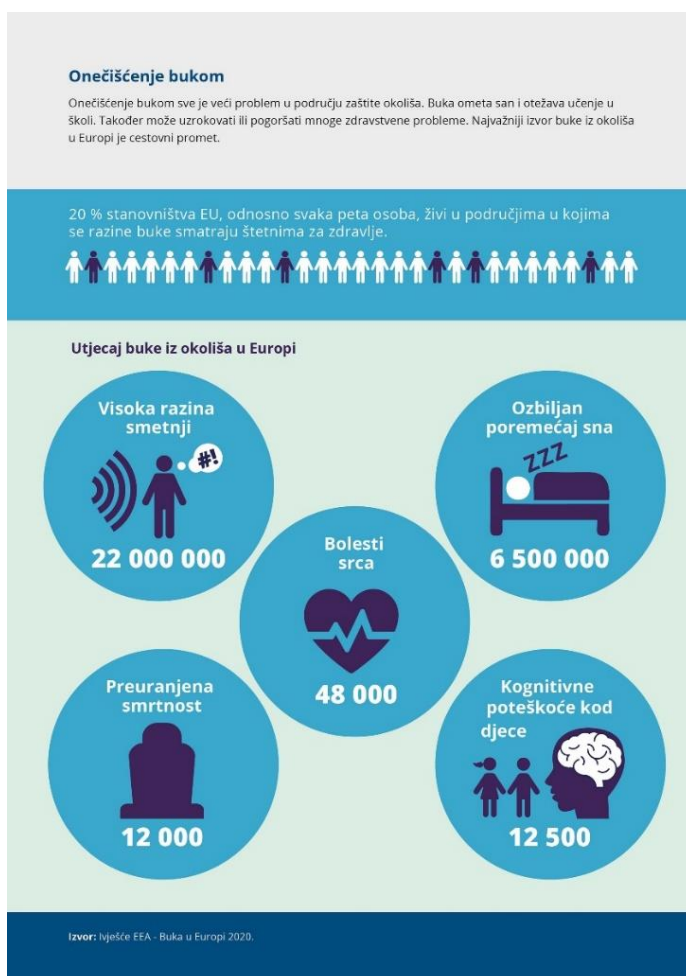 Onečišćenje bukom
Onečišćenje bukom sve je veći problem u području zaštite okoliša. Buka ometa san i otežava učenje u
školi. Također može uzrokovati ili pogoršati mnoge zdravstvene probleme. Najvažniji izvor buke iz okoliša
u Europi je cestovni promet.
20 % stanovništva EU, odnosno svaka peta osoba, živi u područjima u kojima
se razine buke smatraju štetnima za zdravlje.
Utjecaj buke iz okoliša u Europi
Visoka razina
smetnji
#!
22 000 000
Ozbiljan
poremećaj sna
ZZZ
6 500 000
Bolesti
srca
48 000
Preuranjena
smrtnost
12 000
Kognitivne
poteškoće kod
djece
12 500
Izvor: Ivješće EEA - Buka u Europi 2020.